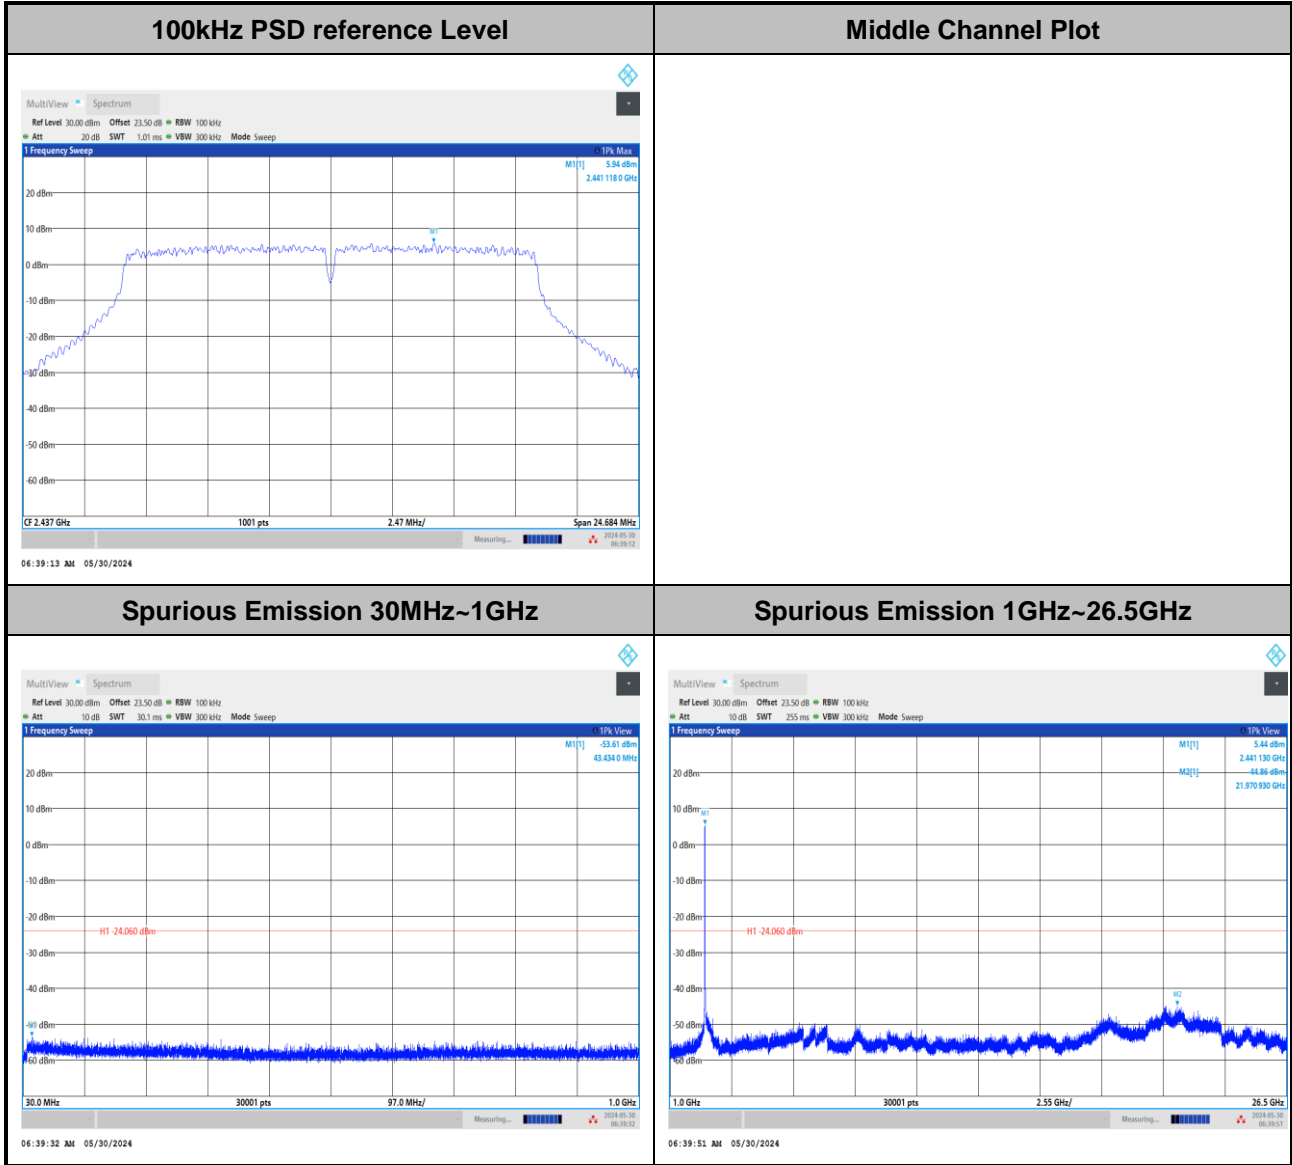 100kHz PSD reference Level
Middle Channel Plot
MultiView Spectrum
Ref Level 30.00 dBm Offset 23.50 dB RBW 100 kHz
Att 20 dB SWT 1.01 ms VBW 300 kHz Mode Sweep
1 Frequency Sweep 1Pk Max
M1[1] 5.94 dBm
2.441 118 0 GHz
20 dBm
M1
10 dBm
0 dBm
-10 dBm
-20 dBm
-30 dBm
-40 dBm
-50 dBm
-60 dBm
CF 2.437 GHz 1001 pts 2.47 MHz/ Span 24.684 MHz
Measuring... 2024-05-30
06:39:12
06:39:13 AM 05/30/2024
Spurious Emission 30MHz~1GHz
Spurious Emission 1GHz~26.5GHz
MultiView Spectrum
Ref Level 30.00 dBm Offset 23.50 dB RBW 100 kHz
Att 10 dB SWT 30.1 ms VBW 300 kHz Mode Sweep
1 Frequency Sweep 1Pk View
M1[1] -53.61 dBm
43.434 0 MHz
20 dBm
10 dBm
0 dBm
-10 dBm
-20 dBm
H1 -24.060 dBm
-30 dBm
-40 dBm
-60 dBm
30.0 MHz 30001 pts 97.0 MHz/ 1.0 GHz
Measuring... 2024-05-30
06:39:32
06:39:32 AM 05/30/2024
MultiView Spectrum
Ref Level 30.00 dBm Offset 23.50 dB RBW 100 kHz
Att 10 dB SWT 255 ms VBW 300 kHz Mode Sweep
1 Frequency Sweep 1Pk View
M1[1] 5.44 dBm
2.441 130 GHz
M2[1] -44.86 dBm
21.970 930 GHz
20 dBm
10 dBm
M1
0 dBm
-10 dBm
-20 dBm
H1 -24.060 dBm
-30 dBm
-40 dBm
M2
-50 dBm
-60 dBm
1.0 GHz 30001 pts 2.55 GHz/ 26.5 GHz
Measuring... 2024-05-30
06:39:51
06:39:51 AM 05/30/2024